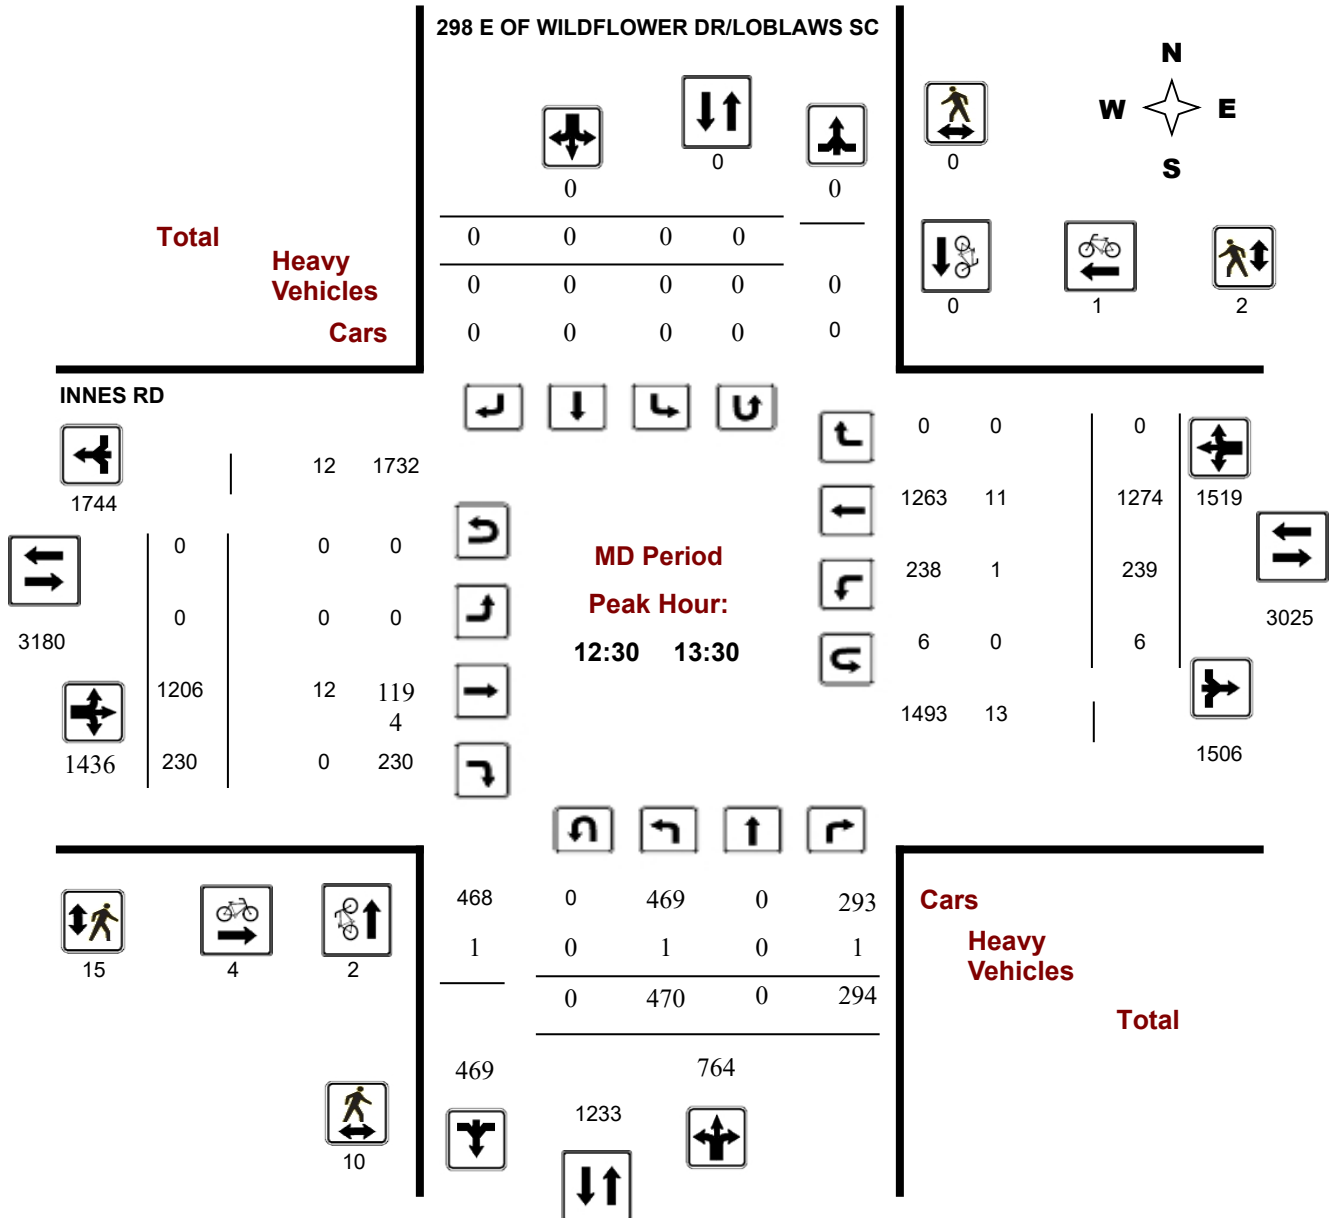 298 E OF WILDFLOWER DR/LOBLAWS SC
N
W E
S
0
0
0 0
0
Total
0 0 0 0
0 1 2
Heavy
Vehicles
0 0 0 0 0
Cars
0 0 0 0 0
INNES RD
0 0 0
12 1732
1744
1263 11 1274 1519
0 0 0
MD Period
238 1 239
Peak Hour:
0 0 0
3025
3180
12:30 13:30
6 0 6
1206 12 119
4
1493 13
1436 230 0 230
1506
468 0 469 0 293
Cars
1 0 1 0 1
Heavy
Vehicles
15 4 2
0 470 0 294
Total
469 764
1233
10